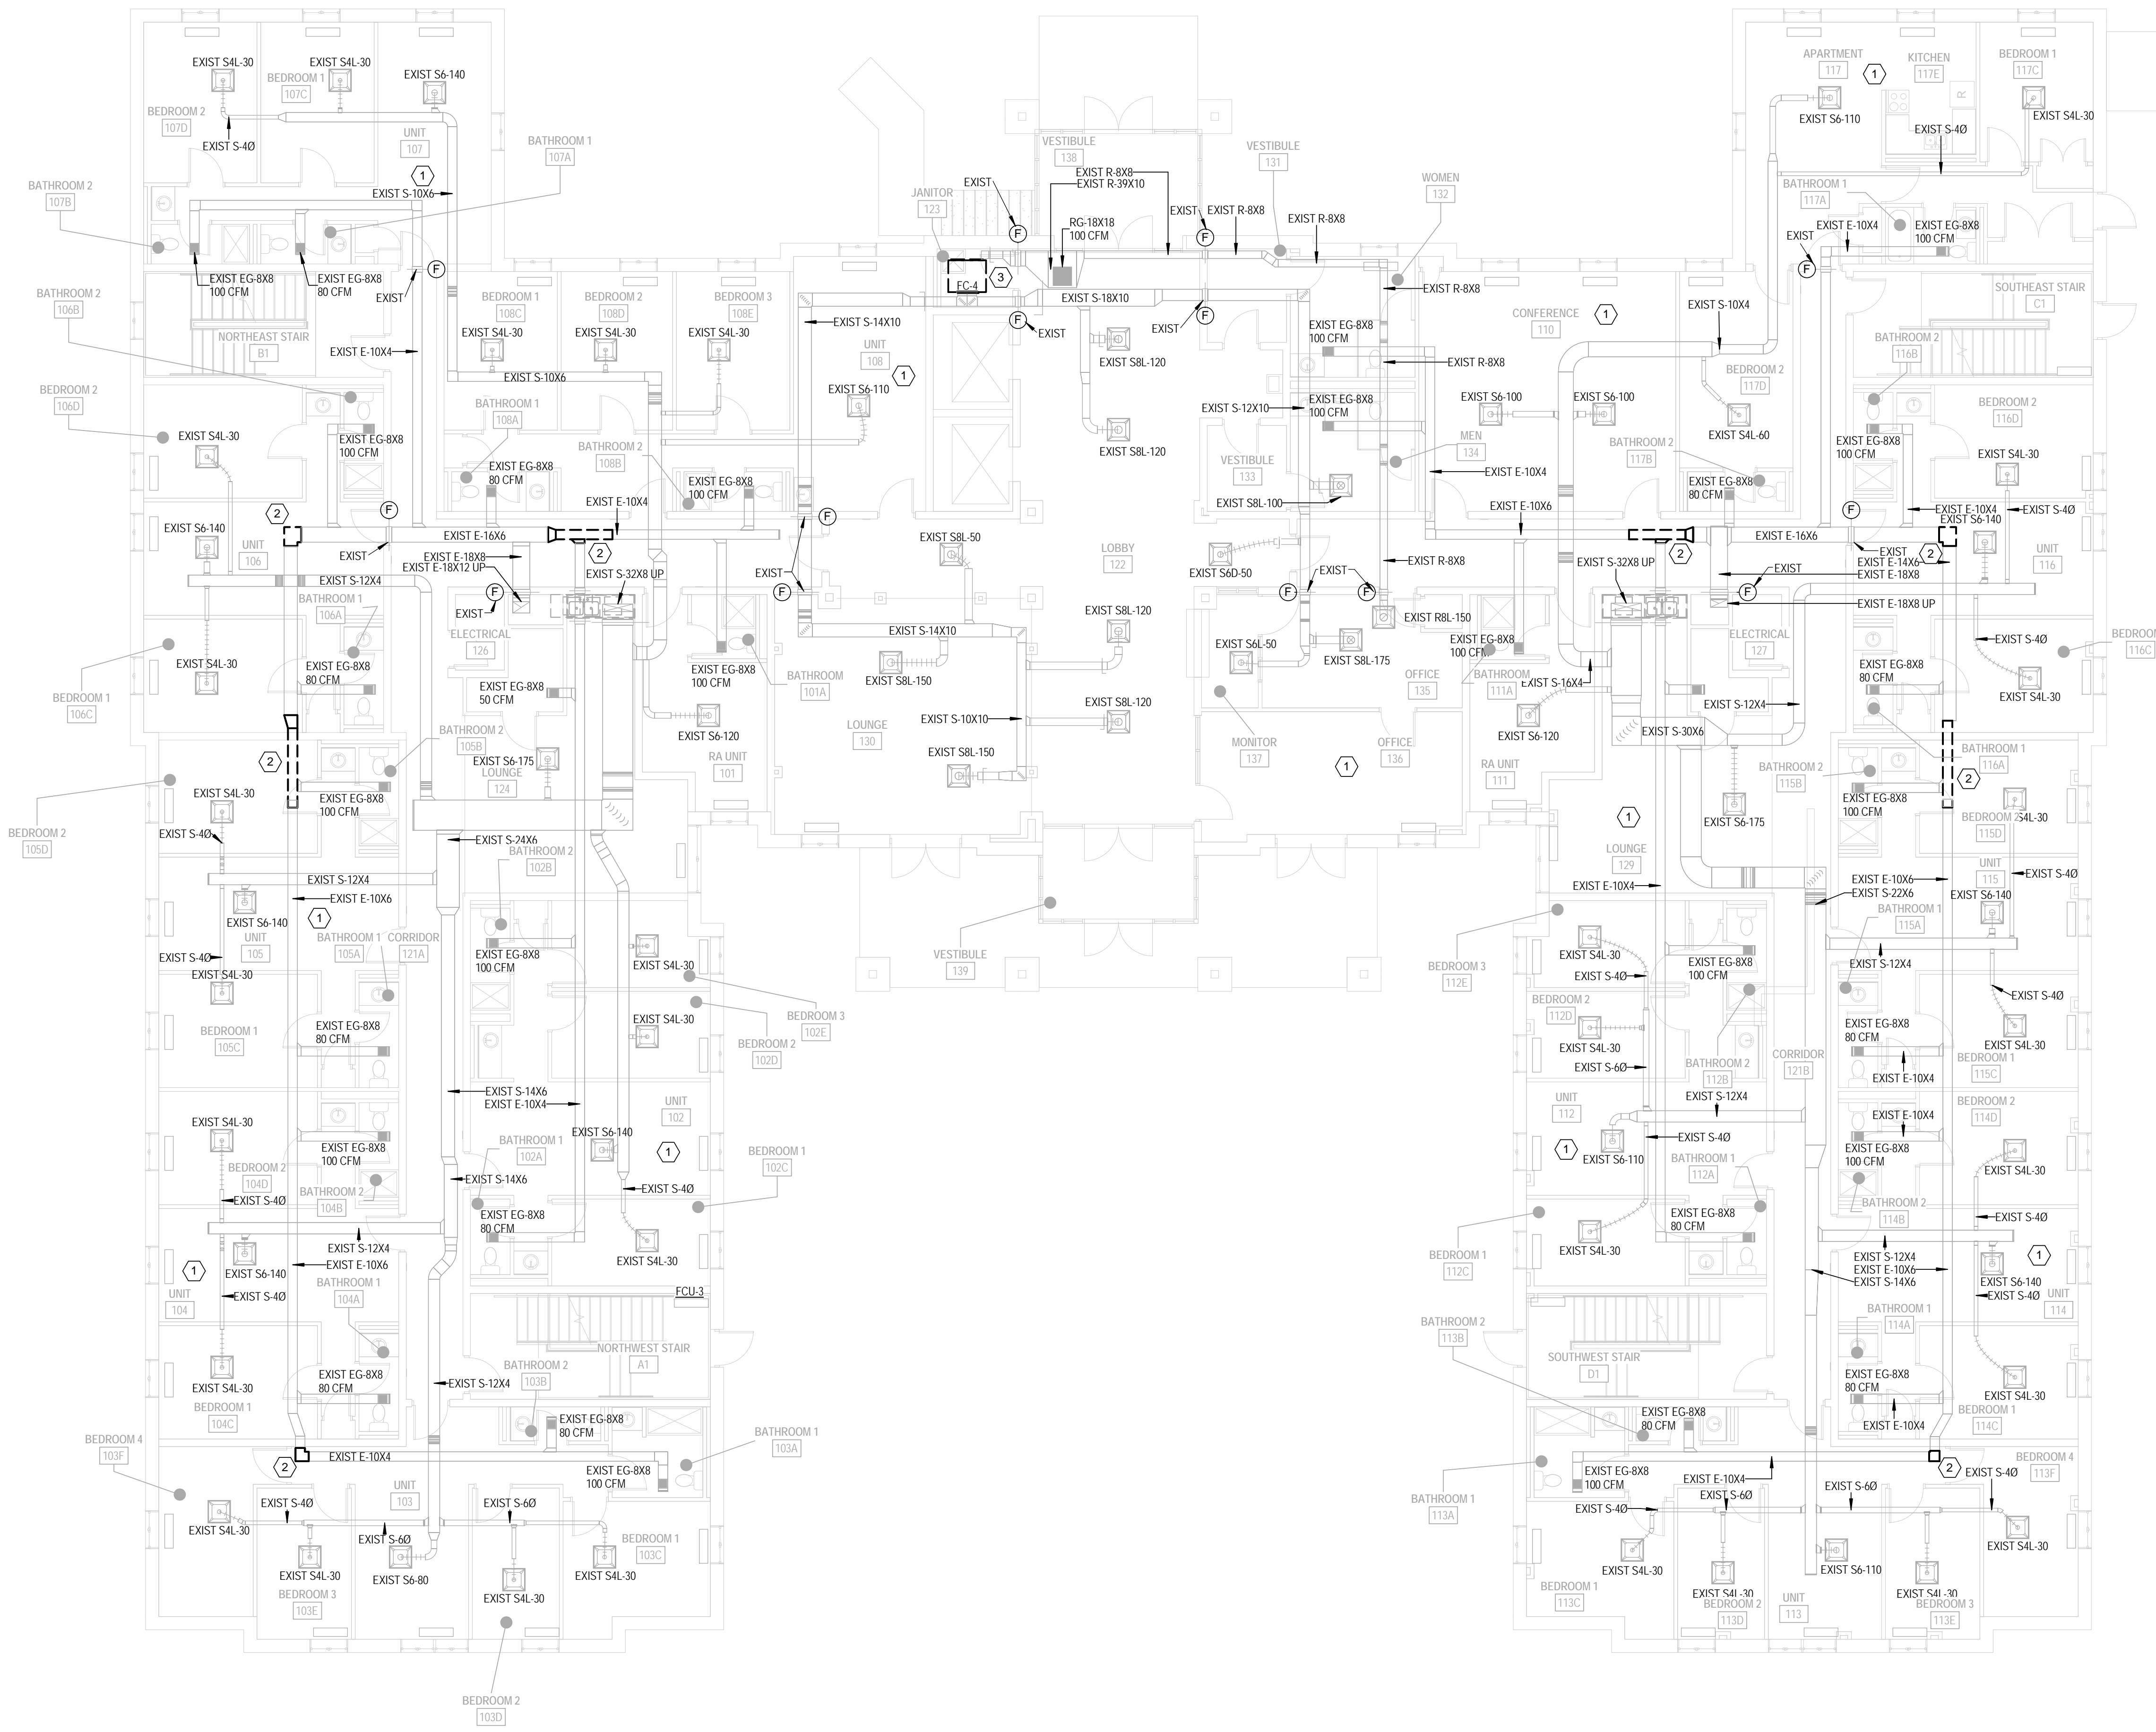 EXIST S4L-30
EXIST S4L-30
EXIST S6-140
BEDROOM 1
107C
BEDROOM 2
107D
EXIST S-4Ø
UNIT
107
BATHROOM 1
107A
1
EXIST S-10X6
BATHROOM 2
107B
EXIST EG-8X8
100 CFM
EXIST EG-8X8
80 CFM
F
EXIST
BATHROOM 2
106B
NORTHEAST STAIR
B1
EXIST E-10X4
BEDROOM 2
106D
EXIST S4L-30
EXIST EG-8X8
100 CFM
BEDROOM 1
108C
BEDROOM 2
108D
BEDROOM 3
108E
EXIST S4L-30
EXIST S4L-30
EXIST S4L-30
EXIST S-10X6
BATHROOM 1
108A
BATHROOM 2
108B
EXIST EG-8X8
80 CFM
EXIST EG-8X8
100 CFM
EXIST E-10X4
EXIST S-14X10
UNIT
108
1
EXIST S6-110
JANITOR
123
EXIST
F
VESTIBULE
138
EXIST R-8X8
EXIST R-39X10
RG-18X18
100 CFM
3
FC-4
EXIST S-18X10
F
EXIST
EXIST
F
EXIST R-8X8
VESTIBULE
131
EXIST R-8X8
EXIST
F
WOMEN
132
EXIST R-8X8
EXIST S8L-120
EXIST S8L-120
EXIST EG-8X8
100 CFM
EXIST R-8X8
EXIST S-12X10
EXIST EG-8X8
100 CFM
MEN
134
VESTIBULE
133
EXIST S8L-100
EXIST E-10X4
CONFERENCE
110
1
EXIST S6-100
EXIST S6-100
EXIST S-10X4
BEDROOM 2
117D
EXIST S4L-60
BATHROOM 2
117B
EXIST EG-8X8
80 CFM
APARTMENT
117
1
KITCHEN
117E
R
BEDROOM 1
117C
EXIST S6-110
EXIST S4L-30
EXIST S-4Ø
BATHROOM 1
117A
EXIST E-10X4
EXIST EG-8X8
100 CFM
EXIST
F
SOUTHEAST STAIR
C1
BATHROOM 2
116B
BEDROOM 2
116D
EXIST EG-8X8
100 CFM
EXIST S4L-30
2
EXIST S6-140
UNIT
106
EXIST E-16X6
F
EXIST
2
EXIST E-18X8
EXIST E-18X12 UP
F
EXIST
EXIST S-32X8 UP
EXIST S-12X4
BATHROOM 1
106A
EXIST S4L-30
EXIST EG-8X8
80 CFM
BEDROOM 1
106C
ELECTRICAL
126
EXIST EG-8X8
50 CFM
EXIST EG-8X8
100 CFM
BATHROOM
101A
EXIST S6-120
RA UNIT
101
F
EXIST
F
EXIST S8L-50
LOBBY
122
EXIST S6D-50
EXIST S8L-120
EXIST S-14X10
EXIST S8L-150
EXIST S8L-120
EXIST S-10X10
LOUNGE
130
EXIST S8L-150
F
EXIST
F
EXIST R-8X8
EXIST R8L-150
EXIST S6L-50
EXIST S8L-175
MONITOR
137
OFFICE
136
OFFICE
135
1
EXIST E-10X6
2
EXIST E-16X6
EXIST S-32X8 UP
EXIST EG-8X8
100 CFM
BATHROOM
111A
EXIST S-16X4
EXIST S6-120
RA UNIT
111
EXIST
F
EXIST E-18X8
EXIST E-18X8 UP
ELECTRICAL
127
F
EXIST E-10X4
EXIST S-4Ø
EXIST S6-140
EXIST
2
EXIST E-14X6
UNIT
116
EXIST S-4Ø
EXIST EG-8X8
80 CFM
EXIST S4L-30
BEDROO
116C
EXIST S-12X4
EXIST S-30X6
BATHROOM 1
116A
2
BATHROOM 2
115B
EXIST EG-8X8
100 CFM
BEDROOM 2
115D
S4L-30
EXIST S6-175
1
LOUNGE
129
EXIST E-10X4
EXIST E-10X6
EXIST S-22X6
UNIT
115
EXIST S-4Ø
EXIST S6-140
BATHROOM 1
115A
EXIST S-12X4
EXIST S-4Ø
EXIST S4L-30
2
BATHROOM 2
105B
EXIST S4L-30
BEDROOM 2
105D
EXIST S-4Ø
EXIST EG-8X8
100 CFM
EXIST S6-175
LOUNGE
124
EXIST S-24X6
BATHROOM 2
102B
EXIST S-12X4
EXIST E-10X6
EXIST S6-140
1
UNIT
105
BATHROOM 1
105A
CORRIDOR
121A
EXIST S-4Ø
EXIST S4L-30
EXIST EG-8X8
100 CFM
EXIST S4L-30
EXIST S4L-30
BEDROOM 3
102E
BEDROOM 2
102D
BEDROOM 1
105C
EXIST EG-8X8
80 CFM
EXIST S-14X6
EXIST E-10X4
UNIT
102
EXIST S4L-30
EXIST EG-8X8
100 CFM
BEDROOM 2
104D
BATHROOM 2
104B
EXIST S-4Ø
EXIST S6-140
1
BATHROOM 1
102A
EXIST S-14X6
EXIST S-4Ø
BEDROOM 1
102C
EXIST EG-8X8
80 CFM
EXIST S4L-30
EXIST S-12X4
EXIST E-10X6
EXIST S6-140
1
UNIT
104
EXIST S-4Ø
BATHROOM 1
104A
EXIST S4L-30
BEDROOM 1
104C
EXIST EG-8X8
80 CFM
FCU-3
NORTHWEST STAIR
A1
BATHROOM 2
103B
EXIST S-12X4
EXIST EG-8X8
80 CFM
BATHROOM 1
103A
BEDROOM 4
103F
2
EXIST E-10X4
EXIST EG-8X8
100 CFM
UNIT
103
EXIST S-4Ø
EXIST S-6Ø
EXIST S4L-30
EXIST S-6Ø
EXIST S4L-30
EXIST S6-80
BEDROOM 3
103E
EXIST S4L-30
EXIST S4L-30
BEDROOM 1
103C
BEDROOM 2
103D
VESTIBULE
139
BEDROOM 3
112E
EXIST S4L-30
EXIST S-4Ø
EXIST EG-8X8
100 CFM
BEDROOM 2
112D
EXIST S4L-30
EXIST S-6Ø
BATHROOM 2
112B
CORRIDOR
121B
UNIT
112
EXIST S-12X4
EXIST S-4Ø
EXIST S6-110
1
BATHROOM 1
112A
EXIST EG-8X8
80 CFM
EXIST S4L-30
BEDROOM 1
112C
EXIST EG-8X8
80 CFM
EXIST E-10X4
BEDROOM 1
115C
EXIST S4L-30
EXIST E-10X4
BEDROOM 2
114D
EXIST EG-8X8
100 CFM
EXIST S4L-30
BATHROOM 2
114B
EXIST S-4Ø
EXIST S-12X4
EXIST E-10X6
EXIST S-14X6
1
EXIST S6-140
EXIST S-4Ø
UNIT
114
BATHROOM 1
114A
EXIST EG-8X8
80 CFM
EXIST S4L-30
BEDROOM 1
114C
EXIST E-10X4
BATHROOM 2
113B
SOUTHWEST STAIR
D1
EXIST EG-8X8
80 CFM
BATHROOM 1
113A
EXIST EG-8X8
100 CFM
EXIST E-10X4
2
EXIST S-4Ø
BEDROOM 4
113F
EXIST S-4Ø
EXIST S-6Ø
EXIST S-6Ø
EXIST S4L-30
EXIST S4L-30
EXIST S4L-30
EXIST S6-110
EXIST S4L-30
BEDROOM 1
113C
BEDROOM 2
113D
UNIT
113
BEDROOM 3
113E